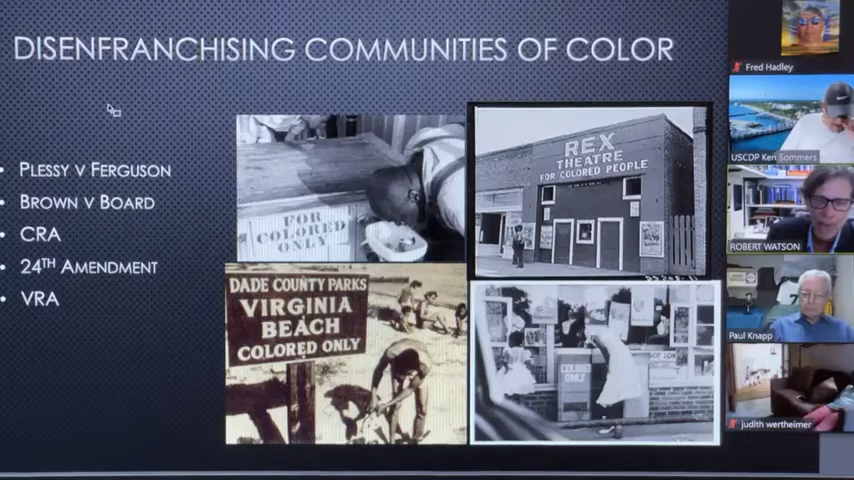 DISENFRANCHISING COMMUNITIES OF COLOR
• PLESSY V FERGUSON
• BROWN V BOARD
• CRA
• 24TH AMENDMENT
• VRA
FOR
COLORED
ONLY
REX
THEATRE
FOR COLORED PEOPLE
DADE COUNTY PARKS
VIRGINIA
BEACH
COLORED ONLY
COLORED
ONLY
Fred Hadley
USCDP Ken Sommers
ROBERT WATSON
Paul Knapp
judith wertheimer